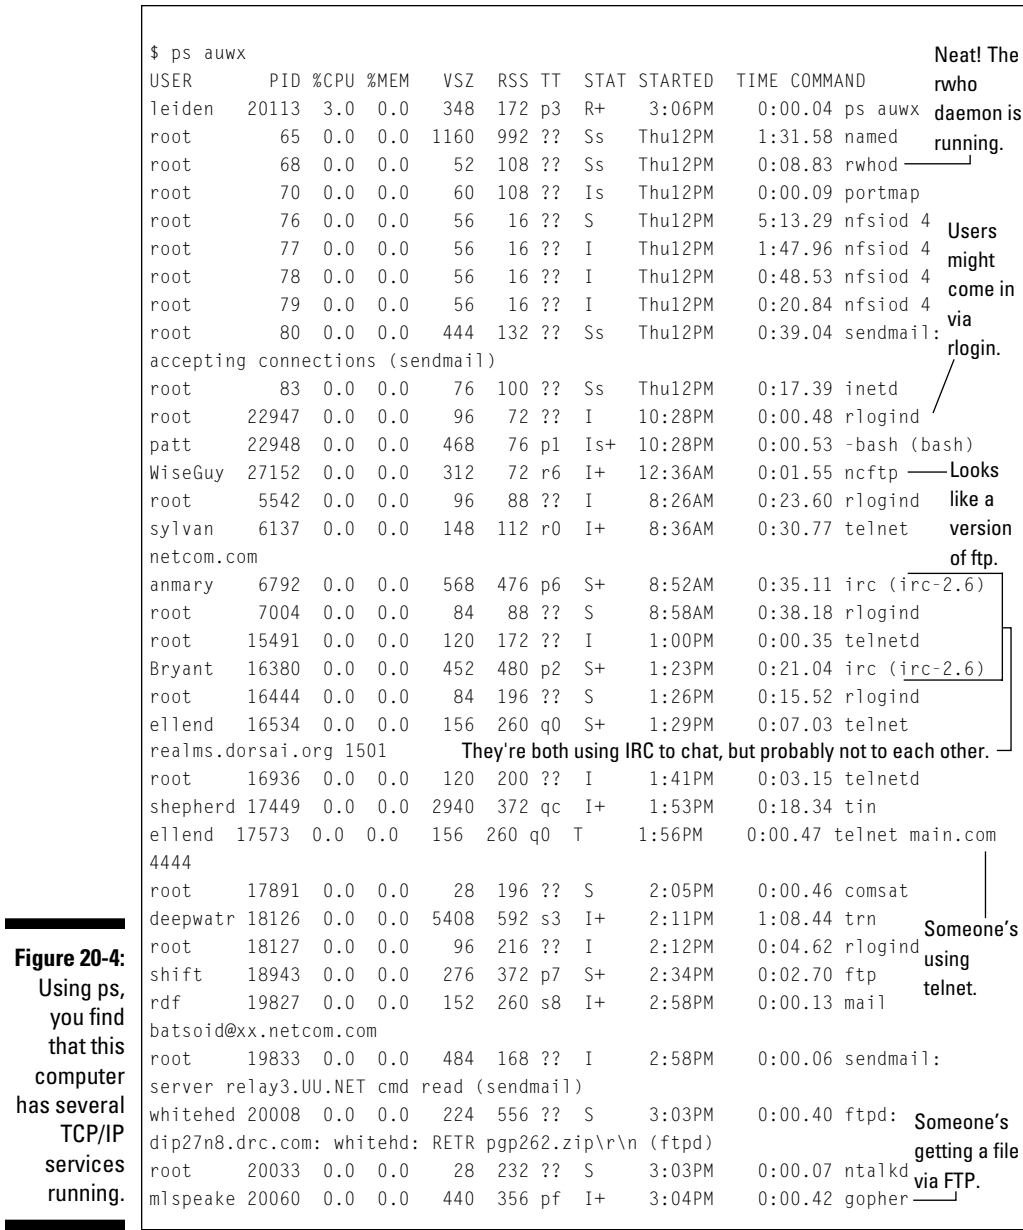 $ ps auwx
USER PID %CPU %MEM VSZ RSS TT STAT STARTED TIME COMMAND
leiden 20113 3.0 0.0 348 172 p3 R+ 3:06PM 0:00.04 ps auwx
root 65 0.0 0.0 1160 992 ?? Ss Thu12PM 1:31.58 named
root 68 0.0 0.0 52 108 ?? Ss Thu12PM 0:08.83 rwhod
root 70 0.0 0.0 60 108 ?? Is Thu12PM 0:00.09 portmap
root 76 0.0 0.0 56 16 ?? S Thu12PM 5:13.29 nfsiod 4
root 77 0.0 0.0 56 16 ?? I Thu12PM 1:47.96 nfsiod 4
root 78 0.0 0.0 56 16 ?? I Thu12PM 0:48.53 nfsiod 4
root 79 0.0 0.0 56 16 ?? I Thu12PM 0:20.84 nfsiod 4
root 80 0.0 0.0 444 132 ?? Ss Thu12PM 0:39.04 sendmail:
accepting connections (sendmail)
root 83 0.0 0.0 76 100 ?? Ss Thu12PM 0:17.39 inetd
root 22947 0.0 0.0 96 72 ?? I 10:28PM 0:00.48 rlogind
patt 22948 0.0 0.0 468 76 p1 Is+ 10:28PM 0:00.53 -bash (bash)
WiseGuy 27152 0.0 0.0 312 72 r6 I+ 12:36AM 0:01.55 ncftp
root 5542 0.0 0.0 96 88 ?? I 8:26AM 0:23.60 rlogind
sylvan 6137 0.0 0.0 148 112 r0 I+ 8:36AM 0:30.77 telnet
netcom.com
anmary 6792 0.0 0.0 568 476 p6 S+ 8:52AM 0:35.11 irc (irc-2.6)
root 7004 0.0 0.0 84 88 ?? S 8:58AM 0:38.18 rlogind
root 15491 0.0 0.0 120 172 ?? I 1:00PM 0:00.35 telnetd
Bryant 16380 0.0 0.0 452 480 p2 S+ 1:23PM 0:21.04 irc (irc-2.6)
root 16444 0.0 0.0 84 196 ?? S 1:26PM 0:15.52 rlogind
ellend 16534 0.0 0.0 156 260 q0 S+ 1:29PM 0:07.03 telnet
realms.dorsai.org 1501
They're both using IRC to chat, but probably not to each other.
root 16936 0.0 0.0 120 200 ?? I 1:41PM 0:03.15 telnetd
shepherd 17449 0.0 0.0 2940 372 qc I+ 1:53PM 0:18.34 tin
ellend 17573 0.0 0.0 156 260 q0 T 1:56PM 0:00.47 telnet main.com
4444
root 17891 0.0 0.0 28 196 ?? S 2:05PM 0:00.46 comsat
deepwatr 18126 0.0 0.0 5408 592 s3 I+ 2:11PM 1:08.44 trn
root 18127 0.0 0.0 96 216 ?? I 2:12PM 0:04.62 rlogind
shift 18943 0.0 0.0 276 372 p7 S+ 2:34PM 0:02.70 ftp
rdf 19827 0.0 0.0 152 260 s8 I+ 2:58PM 0:00.13 mail
batsoid@xx.netcom.com
root 19833 0.0 0.0 484 168 ?? I 2:58PM 0:00.06 sendmail:
server relay3.UU.NET cmd read (sendmail)
whitehed 20008 0.0 0.0 224 556 ?? S 3:03PM 0:00.40 ftpd:
dip27n8.drc.com: whitehd: RETR pgp262.zip\r\n (ftpd)
root 20033 0.0 0.0 28 232 ?? S 3:03PM 0:00.07 ntalkd
mlspeake 20060 0.0 0.0 440 356 pf I+ 3:04PM 0:00.42 gopher
Neat! The
rwho
daemon is
running.
Users
might
come in
via
rlogin.
Looks
like a
version
of ftp.
Someone's
using
telnet.
Someone's
getting a file
via FTP.
Figure 20-4:
Using ps,
you find
that this
computer
has several
TCP/IP
services
running.